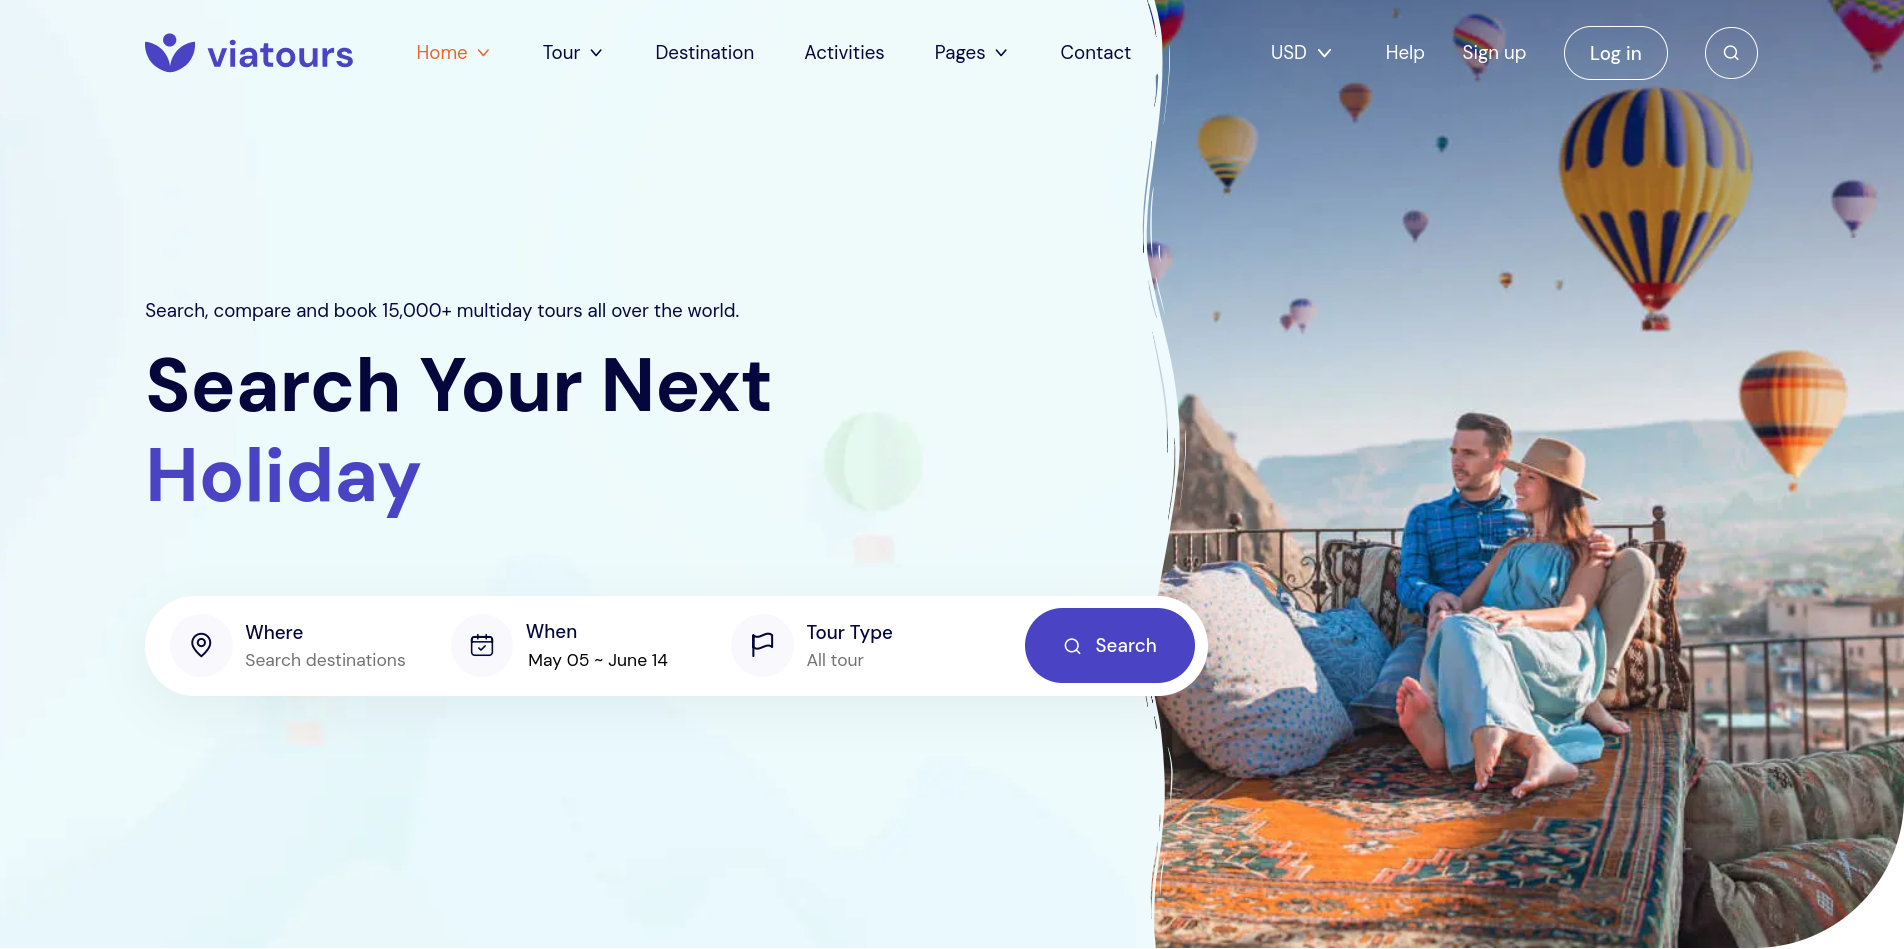 viatours
Home Tour Destination Activities Pages Contact USD Help Sign up Log in
Search, compare and book 15,000+ multiday tours all over the world.
Search Your Next
Holiday
Where
Search destinations
When
May 05 ~ June 14
Tour Type
All tour
Search